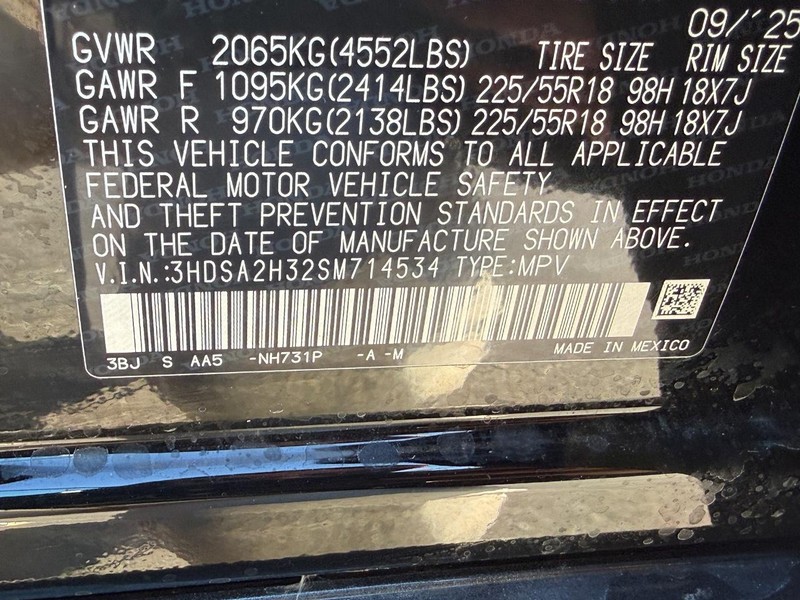 09/'25
GVWR 2065KG(4552LBS) TIRE SIZE RIM SIZE
GAWR F 1095KG(2414LBS) 225/55R18 98H 18X7J
GAWR R 970KG(2138LBS) 225/55R18 98H 18X7J
THIS VEHICLE CONFORMS TO ALL APPLICABLE
FEDERAL MOTOR VEHICLE SAFETY
AND THEFT PREVENTION STANDARDS IN EFFECT
ON THE DATE OF MANUFACTURE SHOWN ABOVE.
V.I.N.:3HDSA2H32SM714534 TYPE:MPV
3BJ S AA5 -NH731P -A -M MADE IN MEXICO